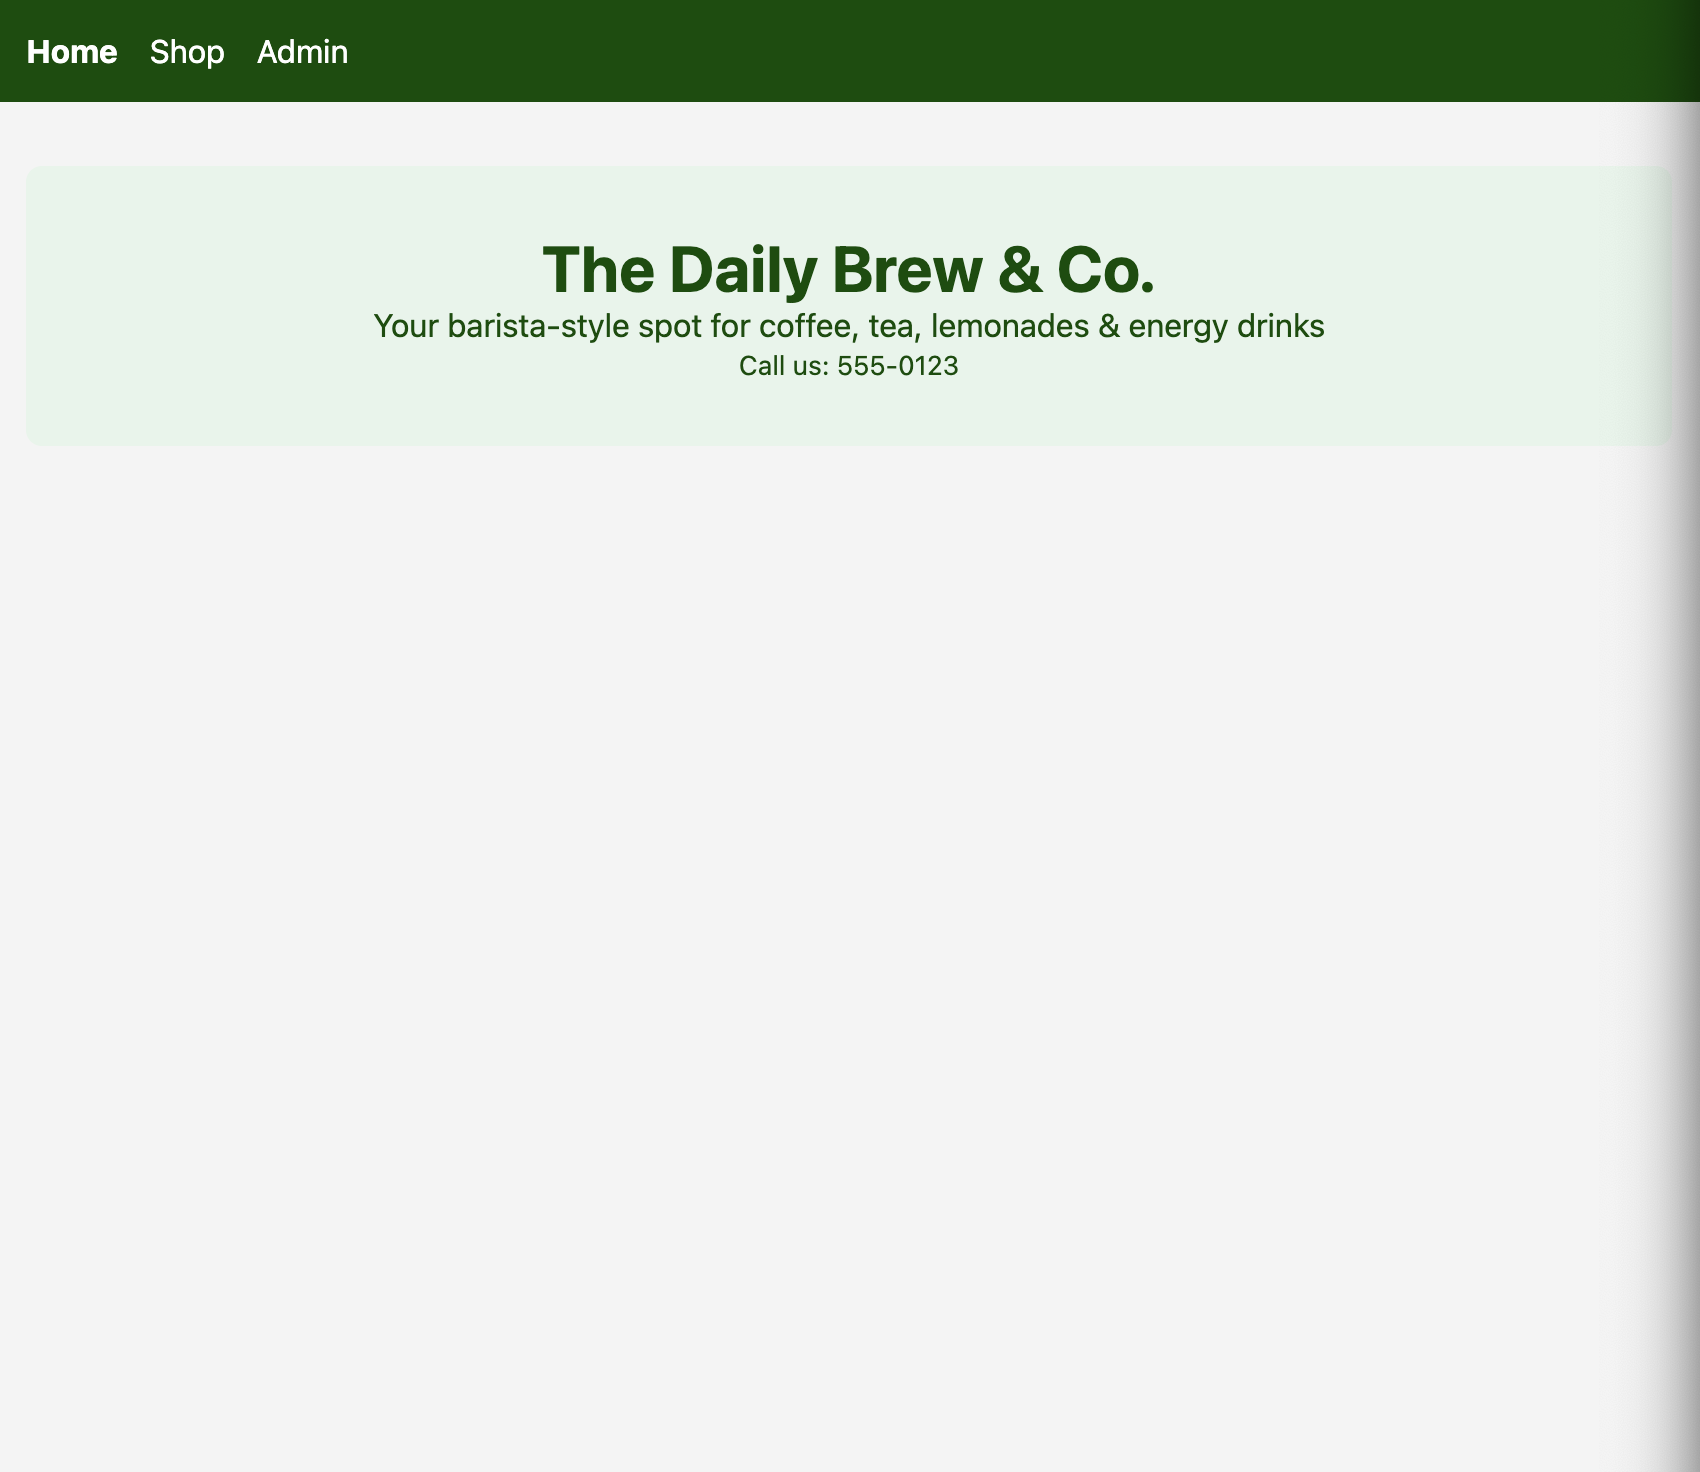 Home Shop Admin
The Daily Brew & Co.
Your barista-style spot for coffee, tea, lemonades & energy drinks
Call us: 555-0123